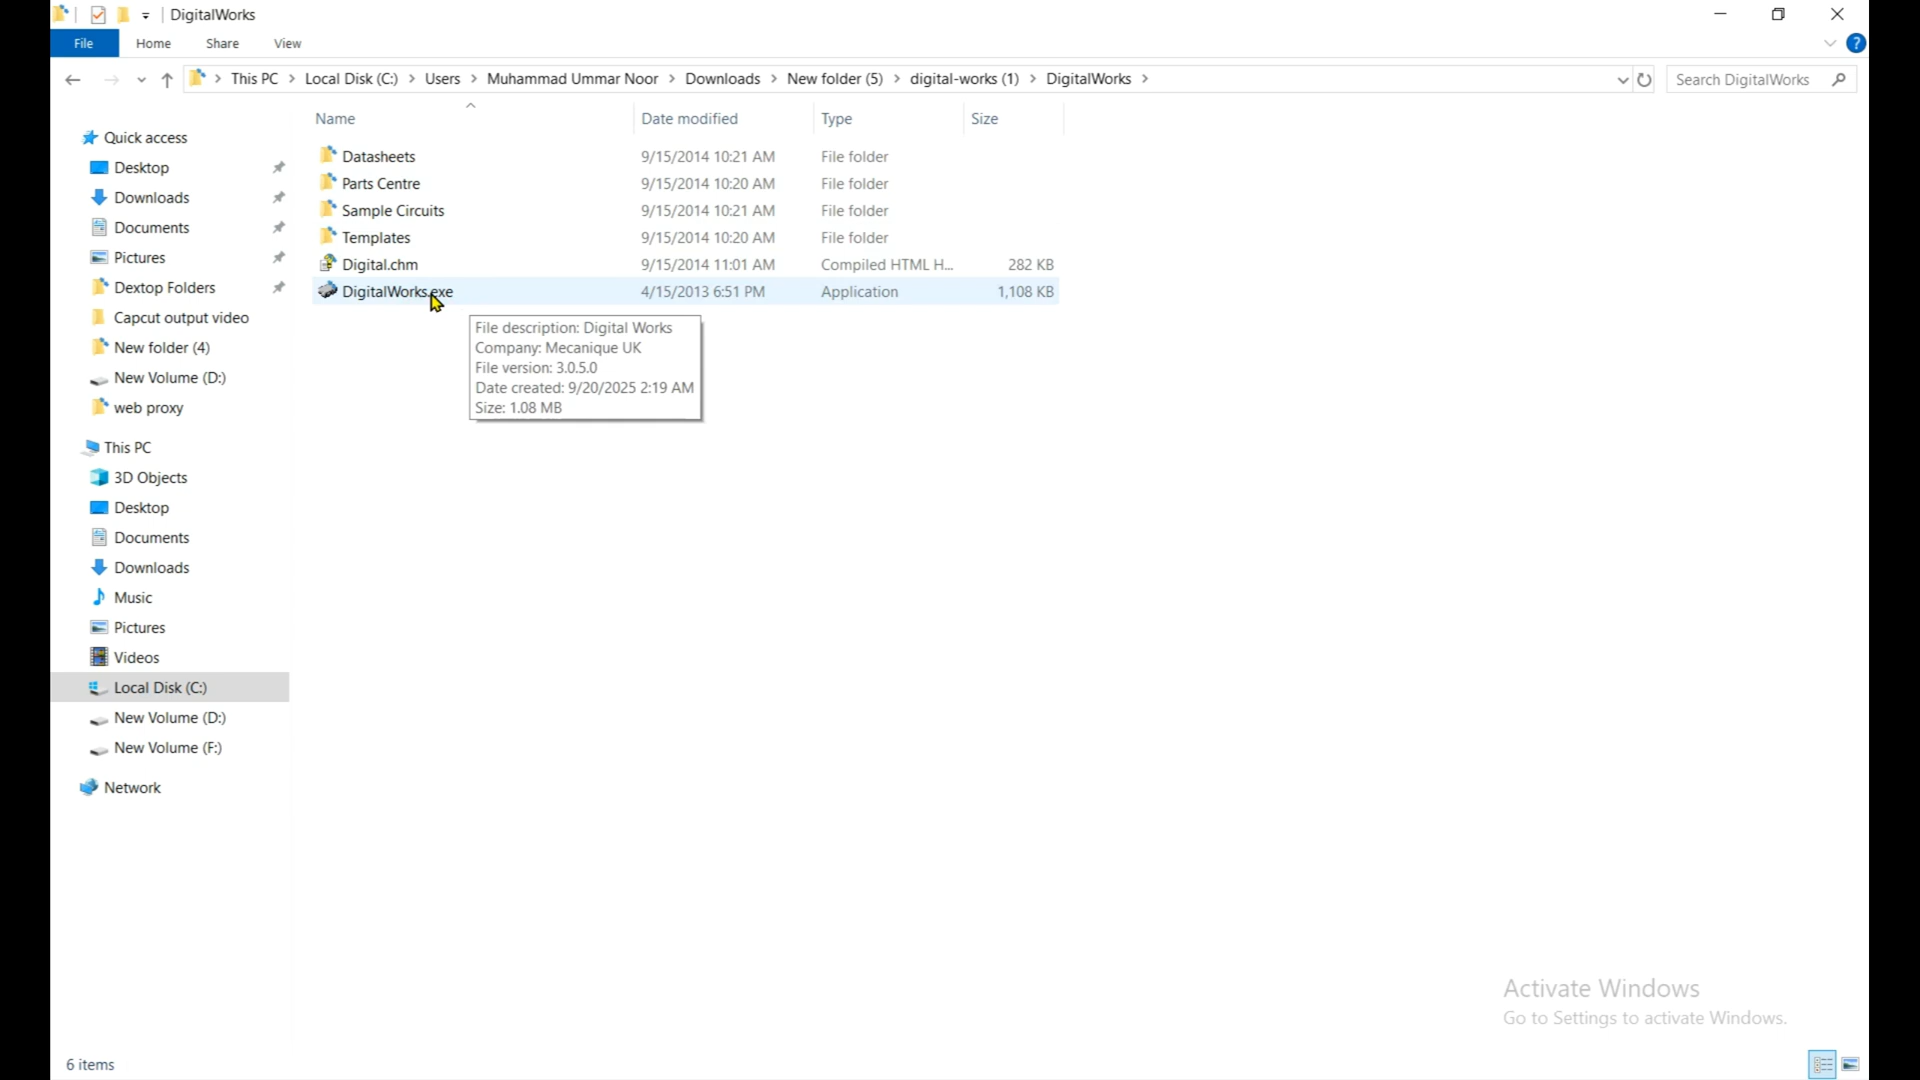 DigitalWorks
File Home Share View
This PC > Local Disk (C:) > Users > Muhammad Ummar Noor > Downloads > New folder (5) > digital-works (1) > DigitalWorks >
Search DigitalWorks
Name Date modified Type Size
Datasheets 9/15/2014 10:21 AM File folder
Parts Centre 9/15/2014 10:20 AM File folder
Sample Circuits 9/15/2014 10:21 AM File folder
Templates 9/15/2014 10:20 AM File folder
Digital.chm 9/15/2014 11:01 AM Compiled HTML H... 282 KB
DigitalWorks.exe 4/15/2013 6:51 PM Application 1,108 KB
File description: Digital Works
Company: Mecanique UK
File version: 3.0.5.0
Date created: 9/20/2025 2:19 AM
Size: 1.08 MB
Quick access
Desktop
Downloads
Documents
Pictures
Dextop Folders
Capcut output video
New folder (4)
New Volume (D:)
web proxy
This PC
3D Objects
Desktop
Documents
Downloads
Music
Pictures
Videos
Local Disk (C:)
New Volume (D:)
New Volume (F:)
Network
Activate Windows
Go to Settings to activate Windows.
6 items